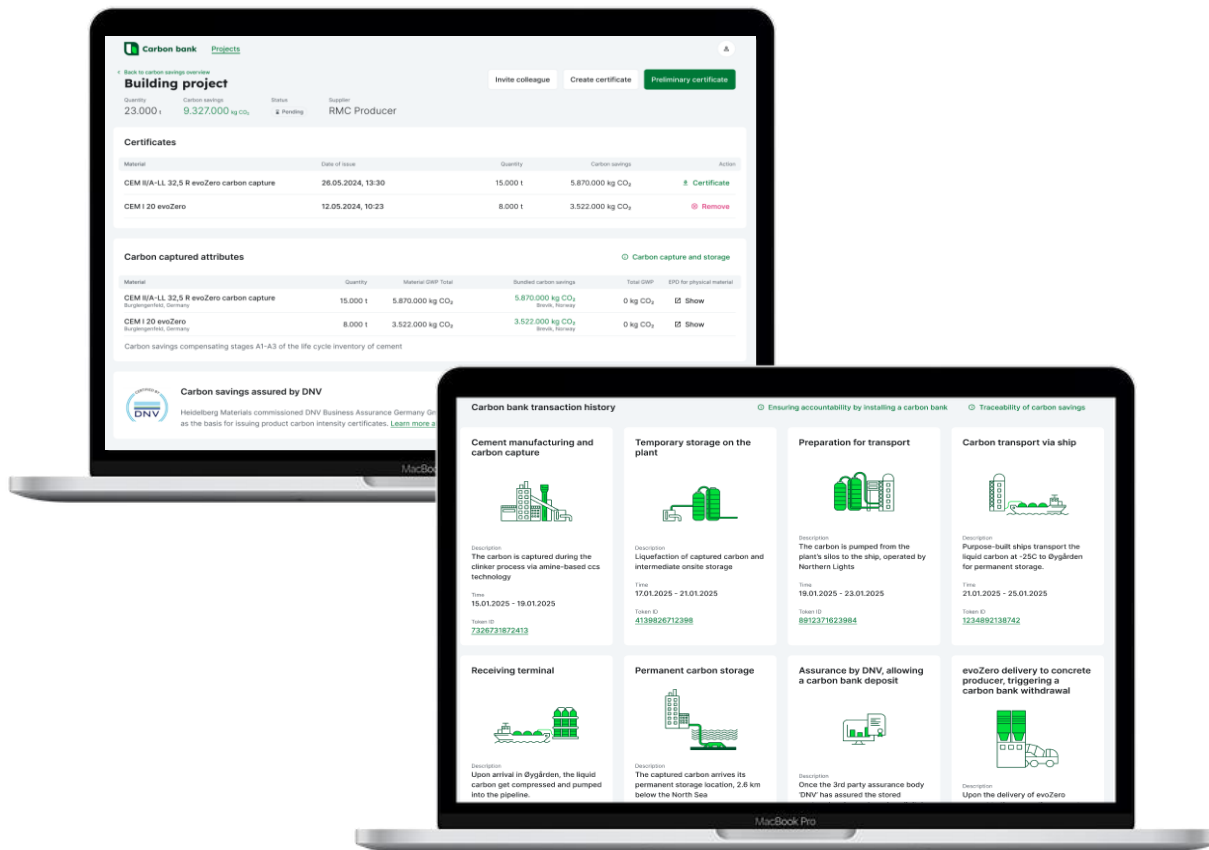 Carbon bank Projects
Back to carbon savings overview
Building project
Invite colleague Create certificate Preliminary certificate
Quantity Carbon savings Status Supplier
23.000 t 9.327.000 kg CO₂ Pending RMC Producer
Certificates
Material Date of issue Quantity Carbon savings Action
CEM II/A-LL 32,5 R evoZero carbon capture 26.05.2024, 13:30 15.000 t 5.870.000 kg CO₂ Certificate
CEM I 20 evoZero 12.05.2024, 10:23 8.000 t 3.522.000 kg CO₂ Remove
Carbon captured attributes Carbon capture and storage
Material Quantity Material GWP Total Bundled carbon savings Total GWP EPD for physical material
CEM II/A-LL 32,5 R evoZero carbon capture 15.000 t 5.870.000 kg CO₂ 5.870.000 kg CO₂ 0 kg CO₂ Show
Burglengenfeld, Germany Brevik, Norway
CEM I 20 evoZero 8.000 t 3.522.000 kg CO₂ 3.522.000 kg CO₂ 0 kg CO₂ Show
Burglengenfeld, Germany Brevik, Norway
Carbon savings compensating stages A1-A3 of the life cycle inventory of cement
DNV
Carbon savings assured by DNV
Heidelberg Materials commissioned DNV Business Assurance Germany
as the basis for issuing product carbon intensity certificates. Learn more
Carbon bank transaction history Ensuring accountability by installing a carbon bank Traceability of carbon savings
Cement manufacturing and
carbon capture
Description
The carbon is captured during the
clinker process via amine-based ccs
technology
Time
15.01.2025 - 19.01.2025
Token ID
7326731872413
Temporary storage on the
plant
Description
Liquefaction of captured carbon and
intermediate onsite storage
Time
17.01.2025 - 21.01.2025
Token ID
4139826712398
Preparation for transport
Description
The carbon is pumped from the
plant's silos to the ship, operated by
Northern Lights
Time
19.01.2025 - 23.01.2025
Token ID
8912371623984
Carbon transport via ship
Description
Purpose-built ships transport the
liquid carbon at -25C to Øygården
for permanent storage.
Time
21.01.2025 - 25.01.2025
Token ID
1234892138742
Receiving terminal
Description
Upon arrival in Øygården, the liquid
carbon get compressed and pumped
into the pipeline.
Permanent carbon storage
Description
The captured carbon arrives its
permanent storage location, 2.6 km
below the North Sea
Assurance by DNV, allowing
a carbon bank deposit
Description
Once the 3rd party assurance body
'DNV' has assured the stored
evoZero delivery to concrete
producer, triggering a
carbon bank withdrawal
Description
Upon the delivery of evoZero
MacBook Pro